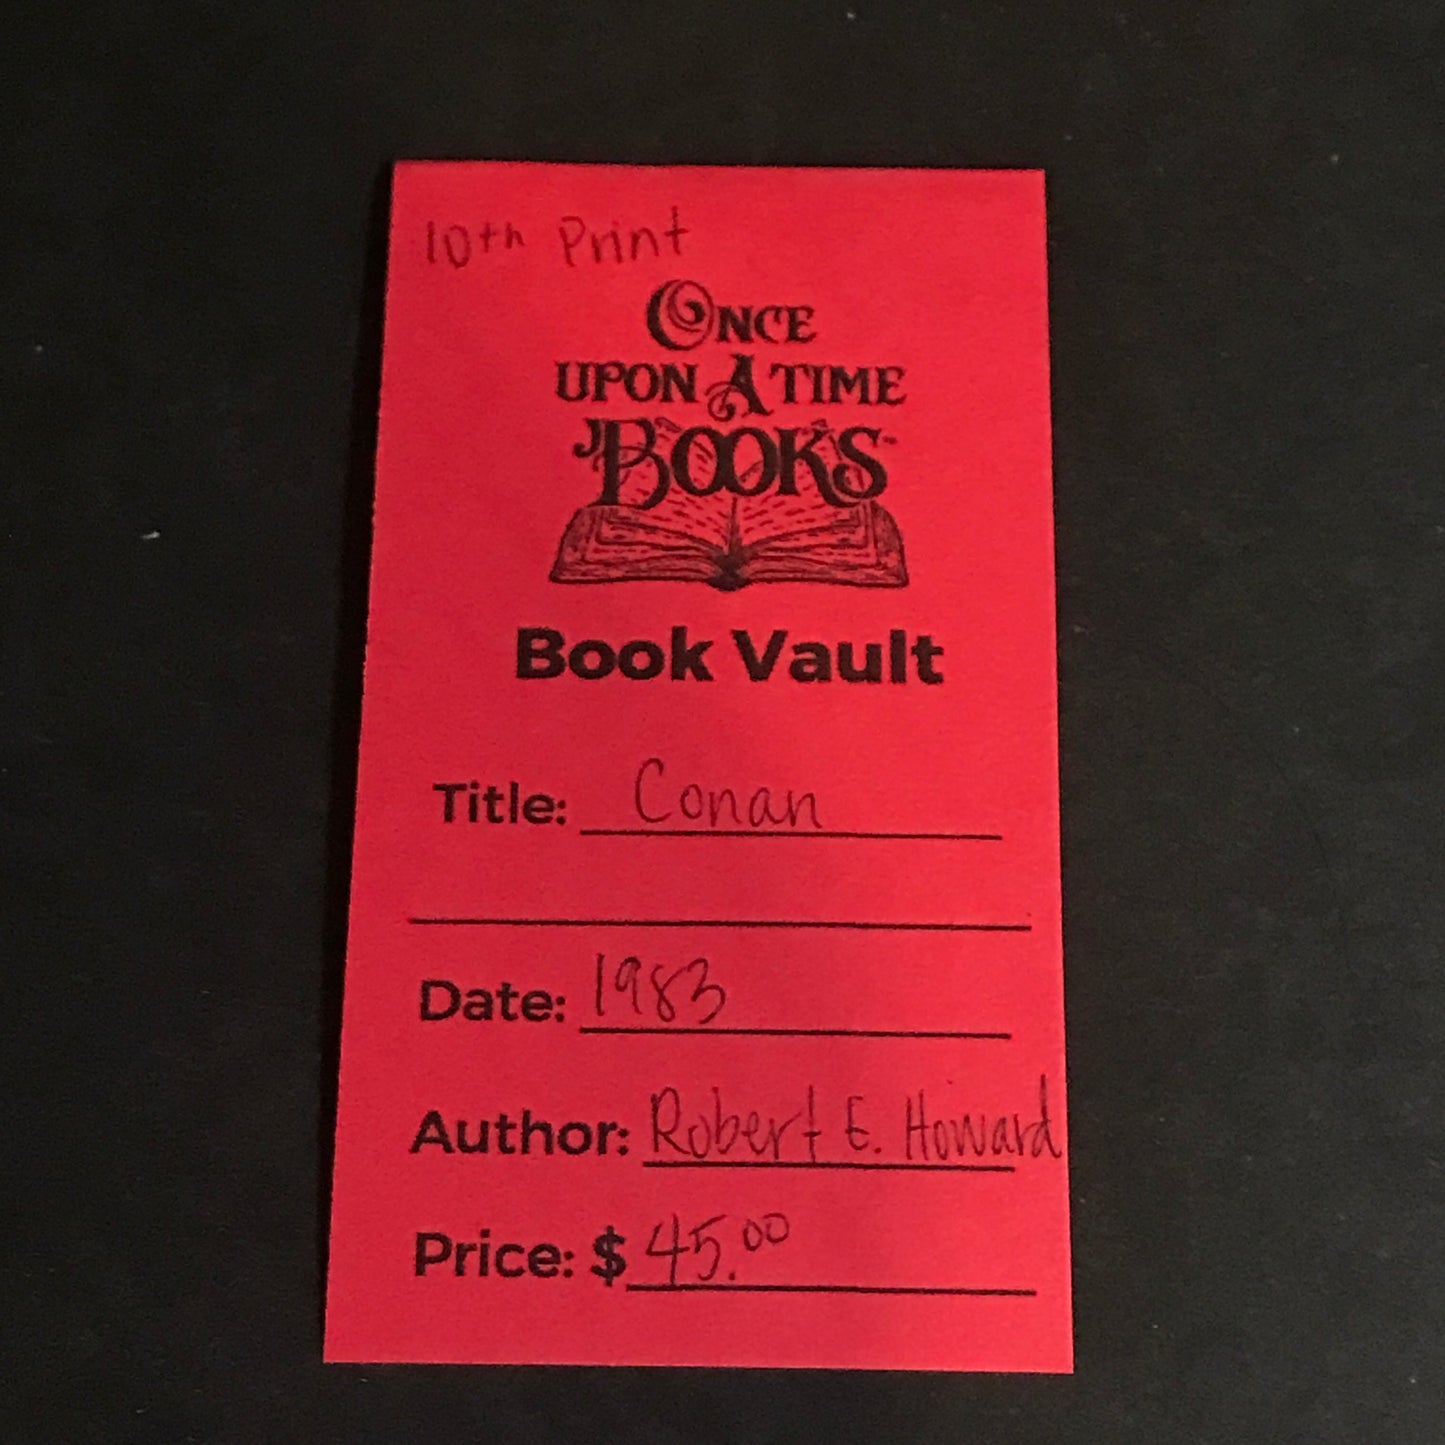 10th Print
ONCE
UPON A TIME
BOOKS
Book Vault
Title: Conan
Date: 1983
Author: Robert E. Howard
Price: $ 45.00